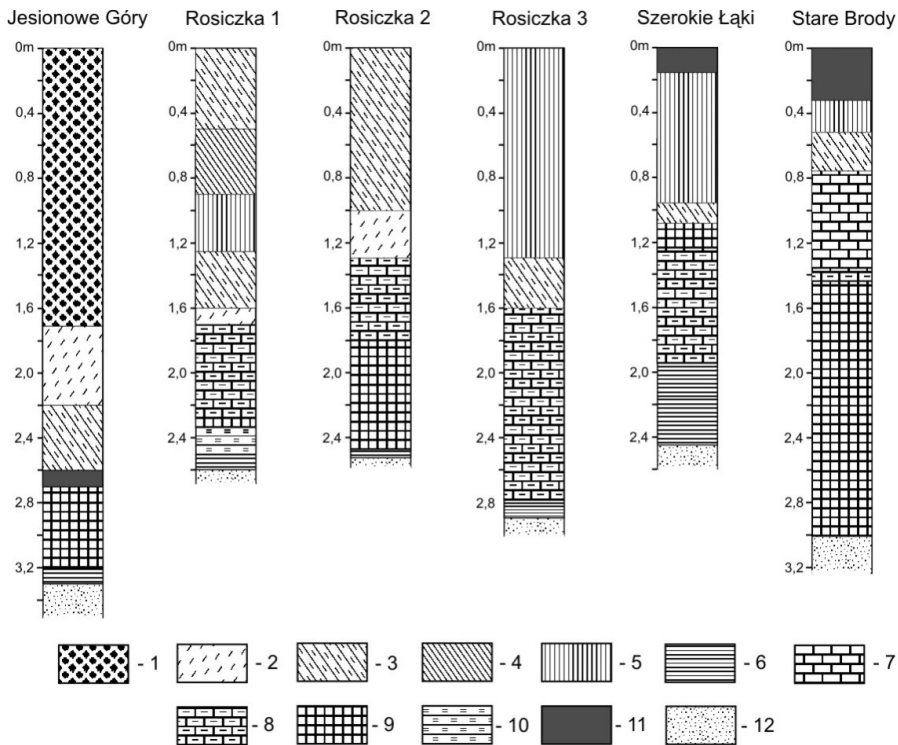 Jesionowe Góry Rosiczka 1 Rosiczka 2 Rosiczka 3 Szerokie Łąki Stare Brody
0m 0m 0m 0m 0m 0m
0,4 0,4 0,4 0,4 0,4 0,4
0,8 0,8 0,8 0,8 0,8 0,8
1,2 1,2 1,2 1,2 1,2 1,2
1,6 1,6 1,6 1,6 1,6 1,6
2,0 2,0 2,0 2,0 2,0 2,0
2,4 2,4 2,4 2,4 2,4 2,4
2,8 2,8 2,8
3,2 3,2
- 1 - 2 - 3 - 4 - 5 - 6 - 7
- 8 - 9 - 10 - 11 - 12